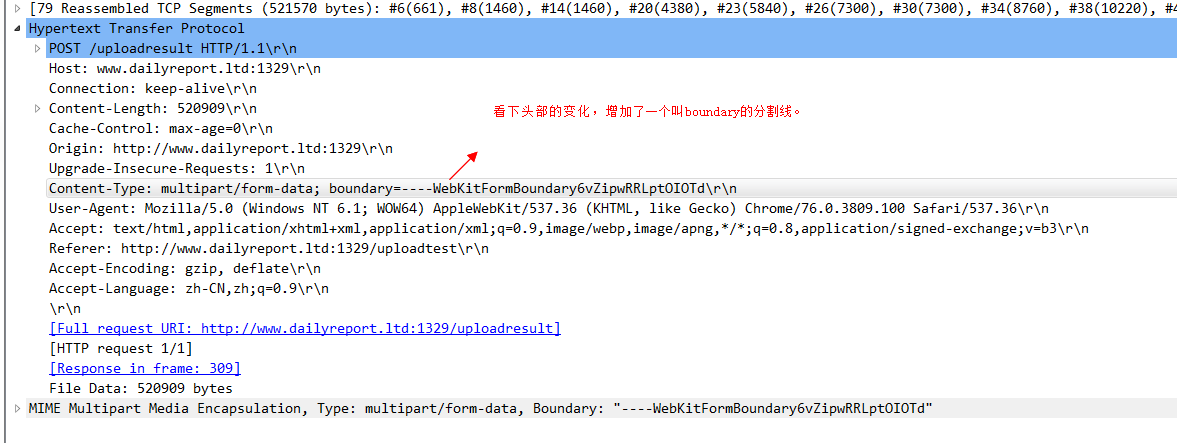 [79 Reassembled TCP Segments (521570 bytes): #6(661), #8(1460), #14(1460), #20(4380), #23(5840), #26(7300), #30(7300), #34(8760), #38(10220), #4
Hypertext Transfer Protocol
POST /uploadresult HTTP/1.1\r\n
Host: www.dailyreport.ltd:1329\r\n
Connection: keep-alive\r\n
Content-Length: 520909\r\n
看下头部的变化，增加了一个叫boundary的分割线。
Cache-Control: max-age=0\r\n
Origin: http://www.dailyreport.ltd:1329\r\n
Upgrade-Insecure-Requests: 1\r\n
Content-Type: multipart/form-data; boundary=----WebKitFormBoundary6vZipwRRLptOIOTd\r\n
User-Agent: Mozilla/5.0 (Windows NT 6.1; WOW64) AppleWebKit/537.36 (KHTML, like Gecko) Chrome/76.0.3809.100 Safari/537.36\r\n
Accept: text/html,application/xhtml+xml,application/xml;q=0.9,image/webp,image/apng,*/*;q=0.8,application/signed-exchange;v=b3\r\n
Referer: http://www.dailyreport.ltd:1329/uploadtest\r\n
Accept-Encoding: gzip, deflate\r\n
Accept-Language: zh-CN,zh;q=0.9\r\n
\r\n
[Full request URI: http://www.dailyreport.ltd:1329/uploadresult]
[HTTP request 1/1]
[Response in frame: 309]
File Data: 520909 bytes
MIME Multipart Media Encapsulation, Type: multipart/form-data, Boundary: "----WebKitFormBoundary6vZipwRRLptOIOTd"